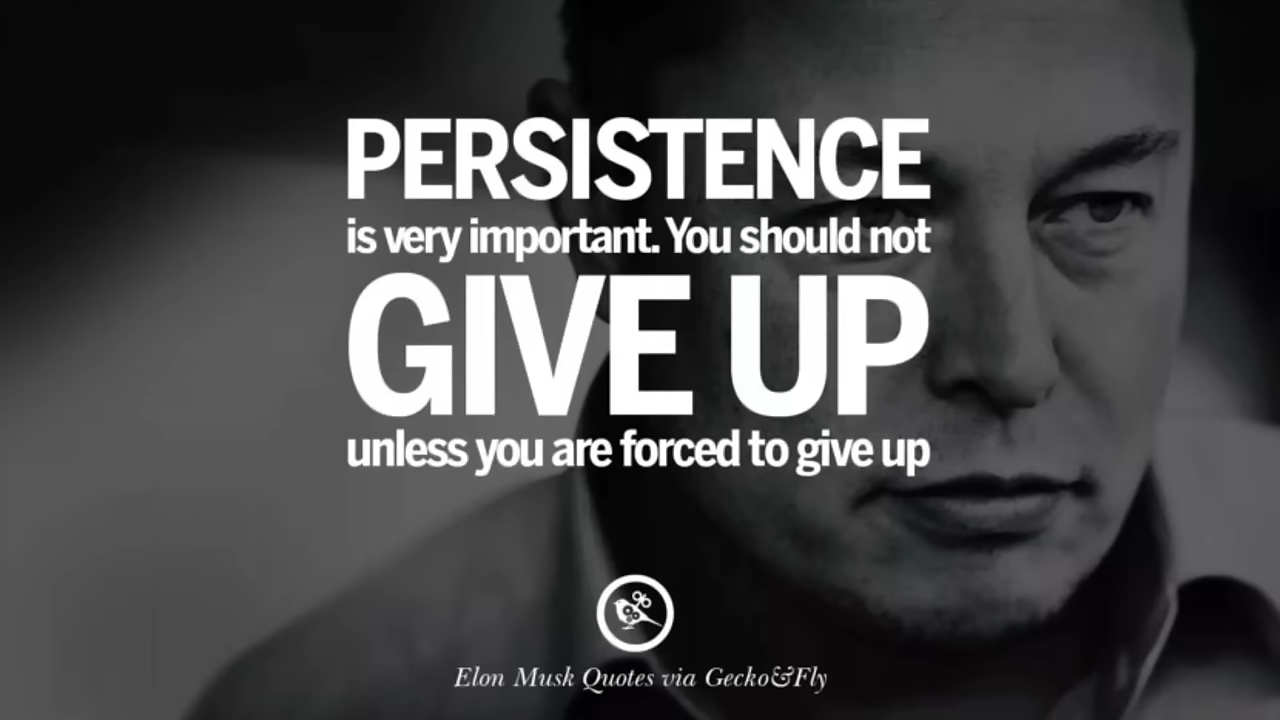 PERSISTENCE
is very important. You should not
GIVE UP
unless you are forced to give up
Elon Musk Quotes via Gecko&Fly